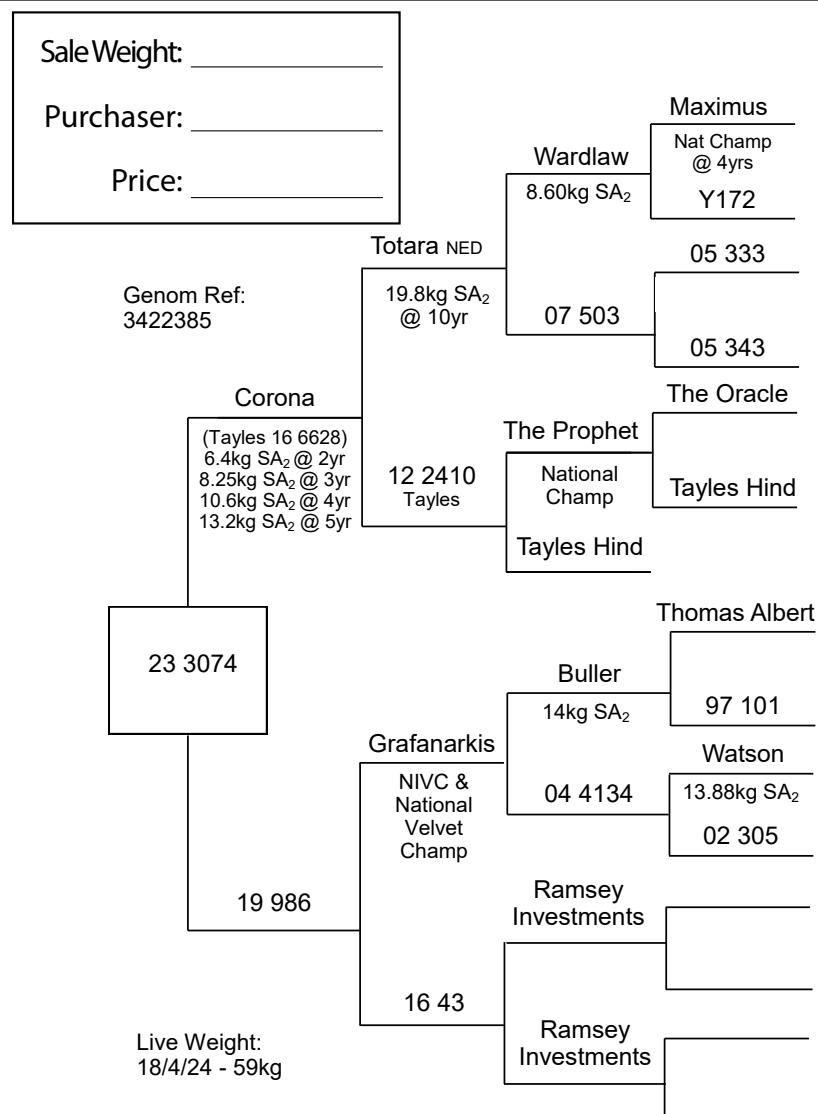 Sale Weight:
Purchaser:
Price:
Genom Ref:
3422385
Maximus
Nat Champ
@ 4yrs
Y172
Wardlaw
8.60kg SA₂
Totara NED
19.8kg SA₂
@ 10yr
05 333
07 503
05 343
Corona
(Tayles 16 6628)
6.4kg SA₂ @ 2yr
8.25kg SA₂ @ 3yr
10.6kg SA₂ @ 4yr
13.2kg SA₂ @ 5yr
The Oracle
The Prophet
National
Champ
12 2410
Tayles
Tayles Hind
Tayles Hind
23 3074
Thomas Albert
Buller
14kg SA₂
97 101
Grafanarkis
NIVC &
National
Velvet
Champ
Watson
13.88kg SA₂
04 4134
02 305
19 986
Ramsey
Investments
16 43
Ramsey
Investments
Live Weight:
18/4/24 - 59kg